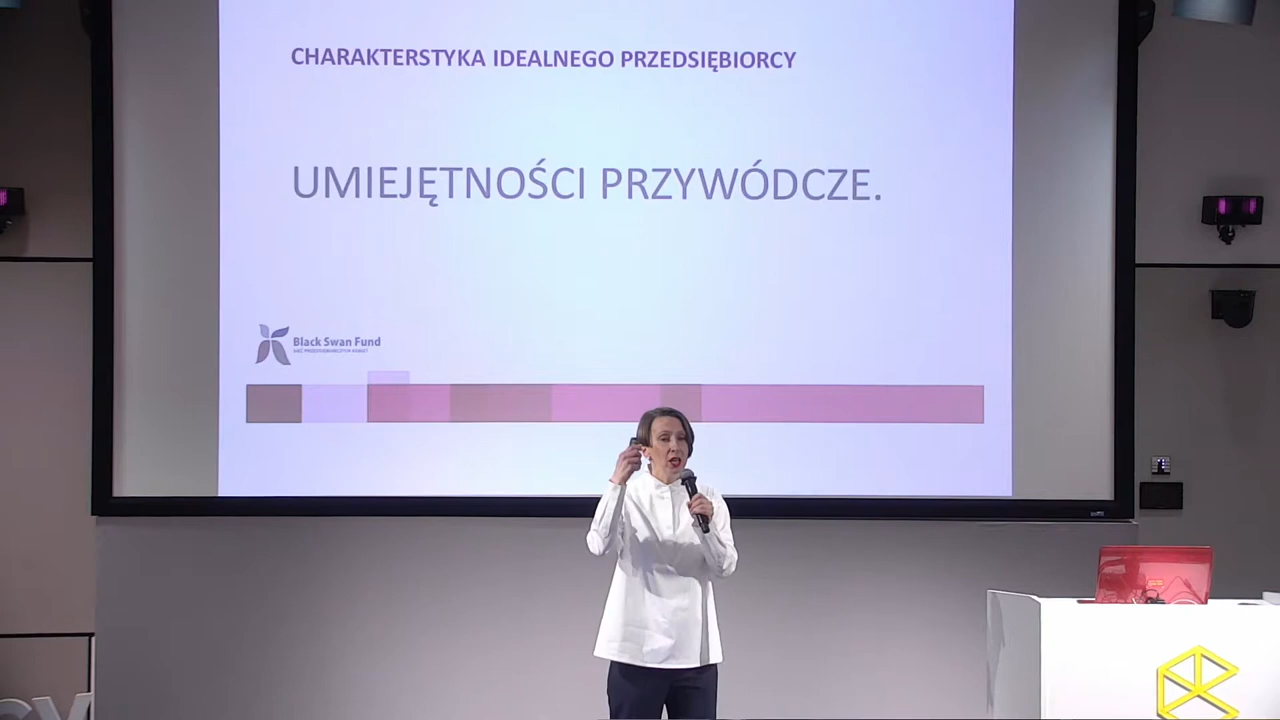 CHARAKTERSTYKA IDEALNEGO PRZEDSIĘBIORCY
UMIEJĘTNOŚCI PRZYWÓDCZE.
Black Swan Fund